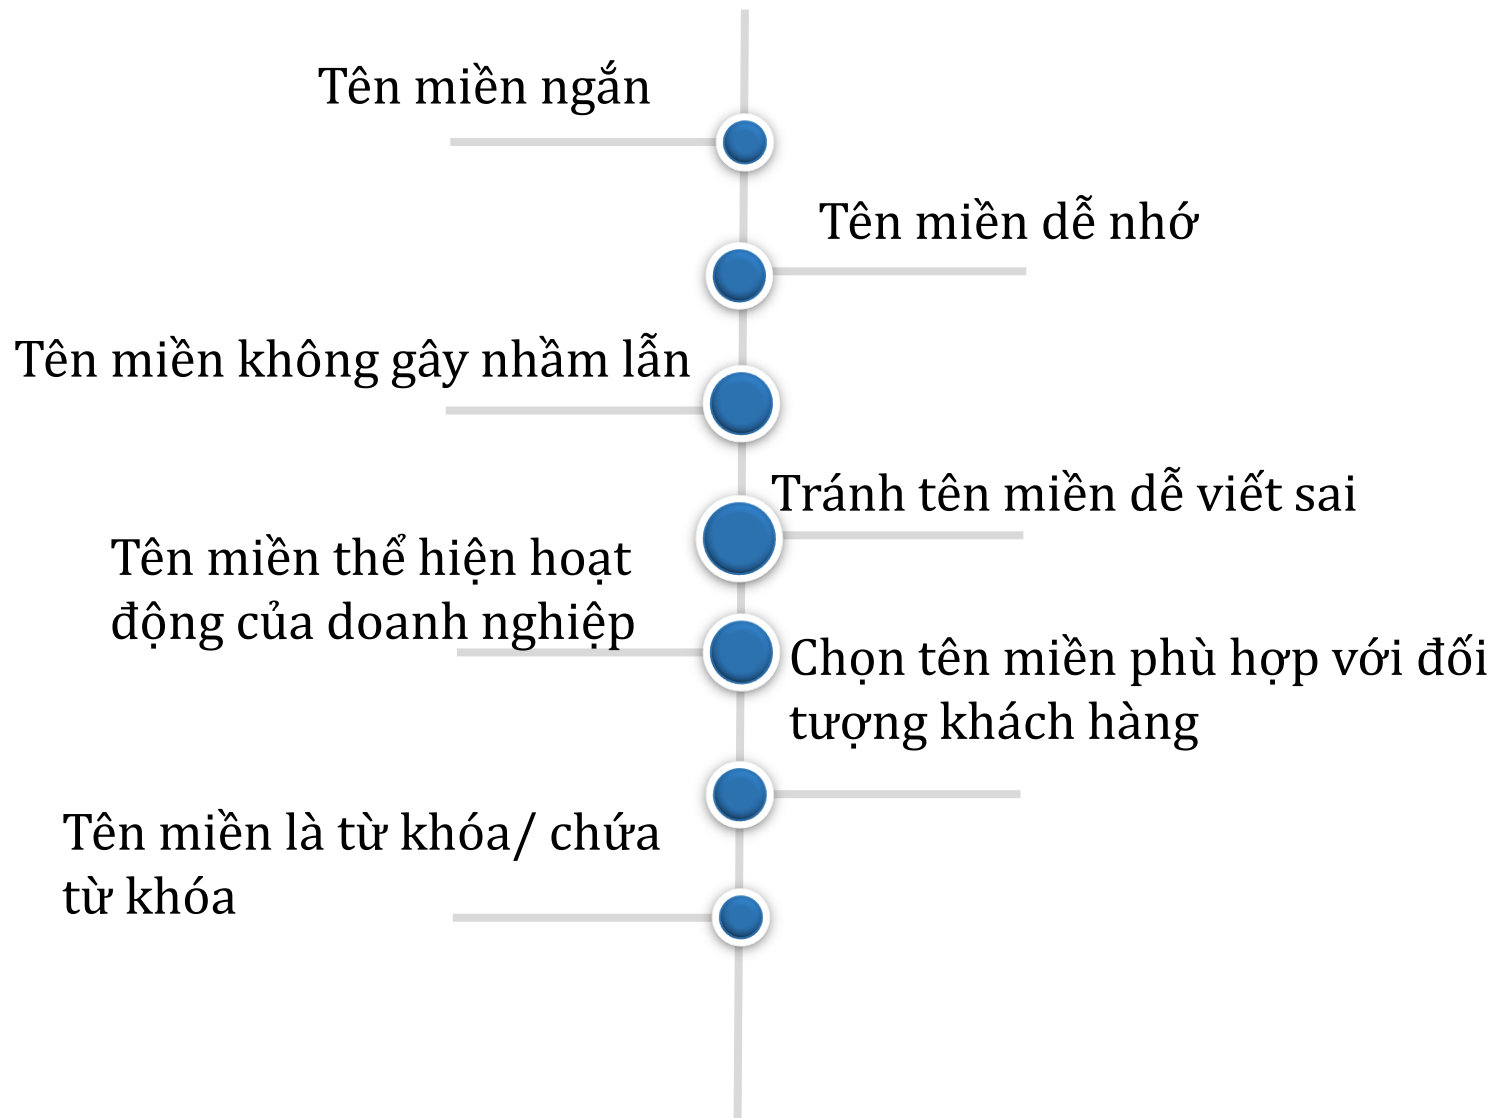 Tên miền ngắn
Tên miền dễ nhớ
Tên miền không gây nhầm lẫn
Tránh tên miền dễ viết sai
Tên miền thể hiện hoạt
động của doanh nghiệp
Chọn tên miền phù hợp với đối
tượng khách hàng
Tên miền là từ khóa/ chứa
từ khóa